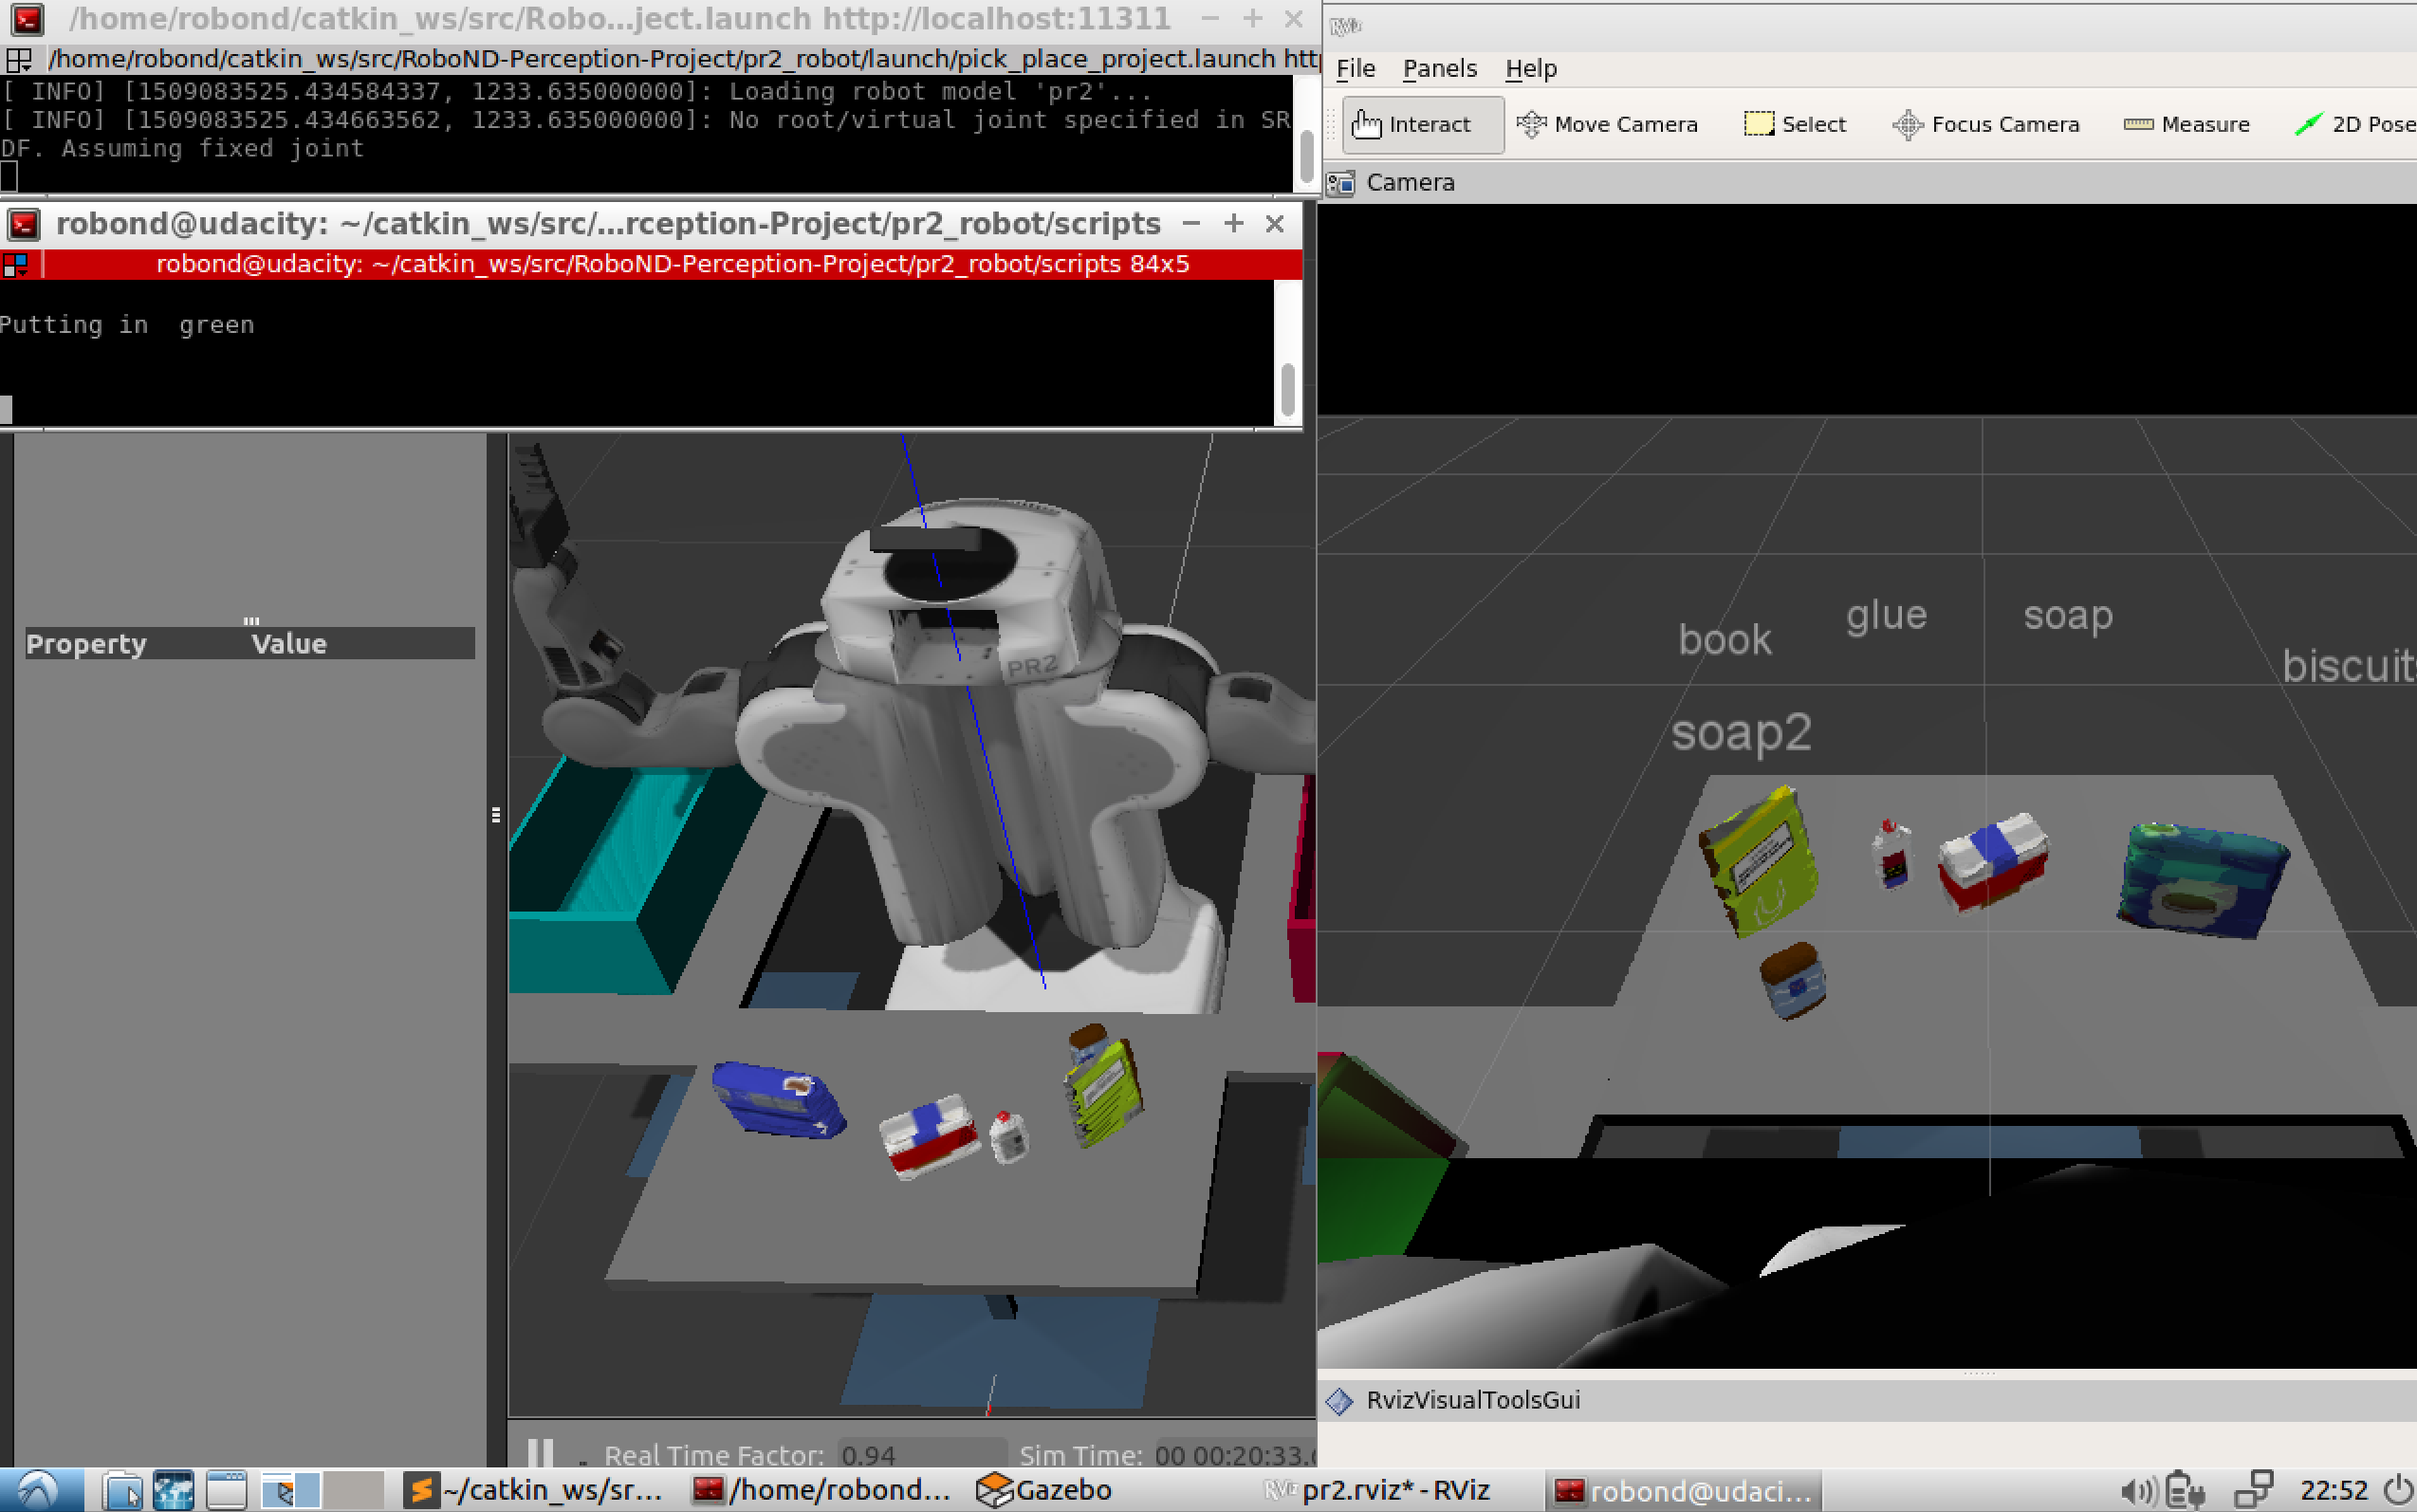 /home/robond/catkin_ws/src/Robo...ject.launch http://localhost:11311
/home/robond/catkin_ws/src/RoboND-Perception-Project/pr2_robot/launch/pick_place_project.launch htt
[ INFO] [1509083525.434584337, 1233.635000000]: Loading robot model 'pr2'...
[ INFO] [1509083525.434663562, 1233.635000000]: No root/virtual joint specified in SR
DF. Assuming fixed joint
robond@udacity: ~/catkin_ws/src/...rception-Project/pr2_robot/scripts
robond@udacity: ~/catkin_ws/src/RoboND-Perception-Project/pr2_robot/scripts 84x5
Putting in  green
Property Value
PR2
Real Time Factor: 0.94 Sim Time: 00 00:20:33.
RViz
File Panels Help
Interact Move Camera Select Focus Camera Measure 2D Pose
Camera
book glue soap biscuits
soap2
RvizVisualToolsGui
~/catkin_ws/sr... /home/robond... Gazebo RViz pr2.rviz* - RViz robond@udaci... 22:52